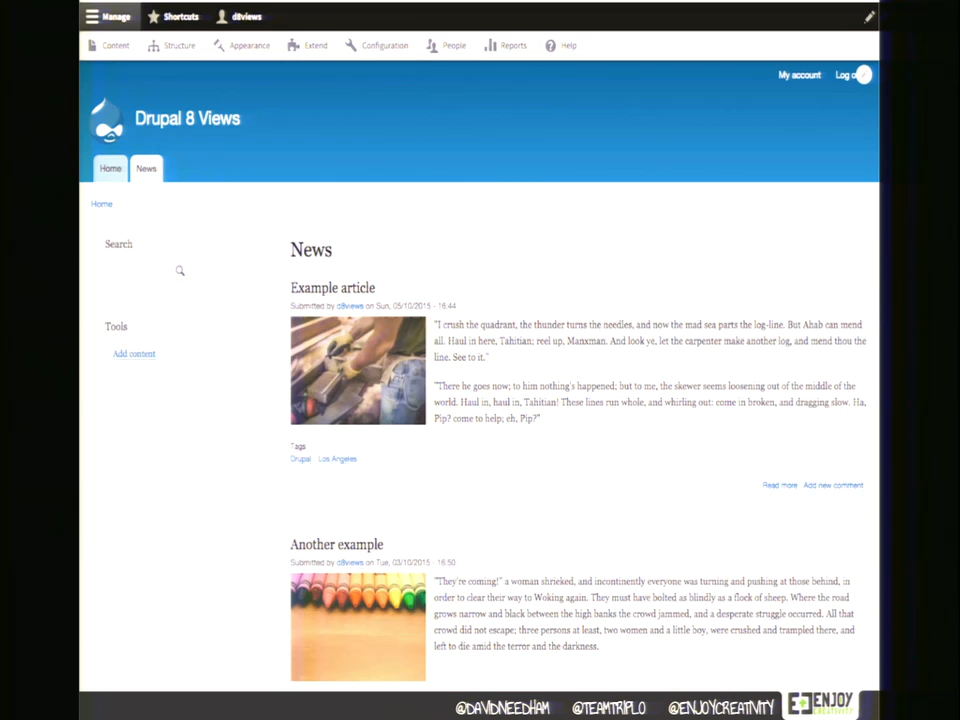 Manage Shortcuts d8views
Content Structure Appearance Extend Configuration People Reports Help
My account Log o
Drupal 8 Views
Home News
Home
Search
News
Example article
Submitted by d8views on Sun, 05/10/2015 - 16:44
"I crush the quadrant, the thunder turns the needles, and now the mad sea parts the log-line. But Ahab can mend
all. Haul in here, Tahitian; reel up, Manxman. And look ye, let the carpenter make another log, and mend thou the
line. See to it."
Tools
Add content
"There he goes now; to him nothing's happened; but to me, the skewer seems loosening out of the middle of the
world. Haul in, haul in, Tahitian! These lines run whole, and whirling out: come in broken, and dragging slow. Ha,
Pip? come to help; eh, Pip?"
Tags
Drupal Los Angeles
Read more Add new comment
Another example
Submitted by d8views on Tue, 03/10/2015 - 16:50
"They're coming!" a woman shrieked, and incontinently everyone was turning and pushing at those behind, in
order to clear their way to Woking again. They must have bolted as blindly as a flock of sheep. Where the road
grows narrow and black between the high banks the crowd jammed, and a desperate struggle occurred. All that
crowd did not escape; three persons at least, two women and a little boy, were crushed and trampled there, and
left to die amid the terror and the darkness.
@DAVIDNEEDHAM @TEAMTRIPLO @ENJOYCREATIVITY
ENJOY
CREATIVITY